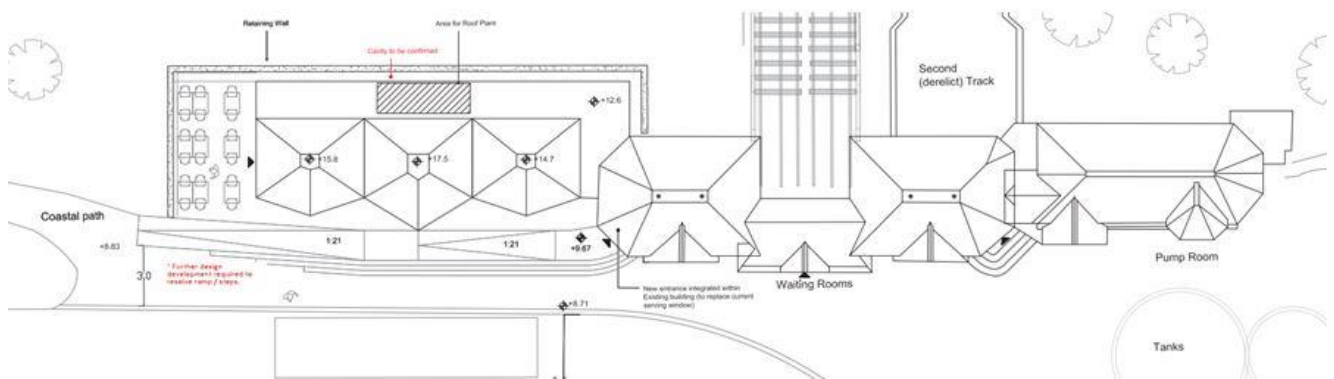 Retaining Wall
Area for Roof Plant
Cavity to be confirmed
Second
(derelict) Track
+12.6
+15.8
+17.5
+14.7
Coastal path
+8.83
1:21
1:21
+9.67
3.0
* Further design
development required to
resolve ramp / steps.
New entrance integrated within
Existing building (to replace current
serving window)
Waiting Rooms
Pump Room
+8.71
Tanks